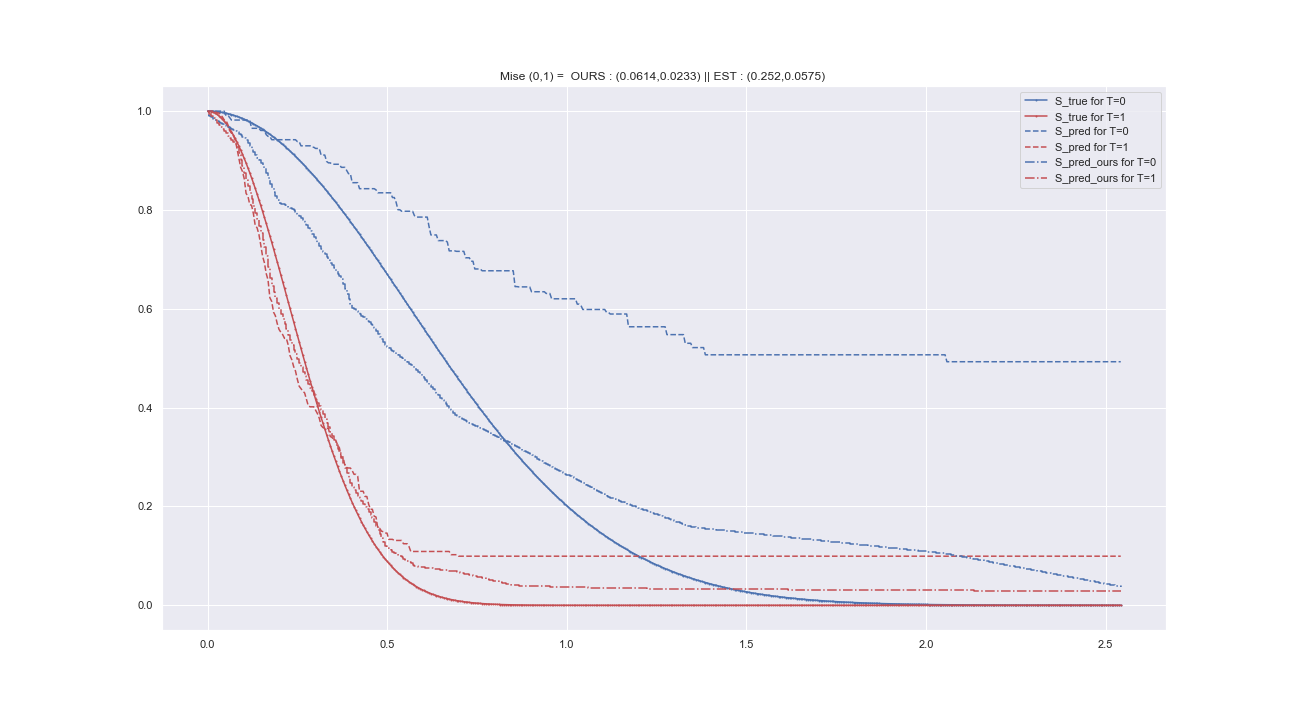 Mise (0,1) =  OURS : (0.0614,0.0233) || EST : (0.252,0.0575)
S_true for T=0
S_true for T=1
S_pred for T=0
S_pred for T=1
S_pred_ours for T=0
S_pred_ours for T=1
1.0
0.8
0.6
0.4
0.2
0.0
0.0 0.5 1.0 1.5 2.0 2.5